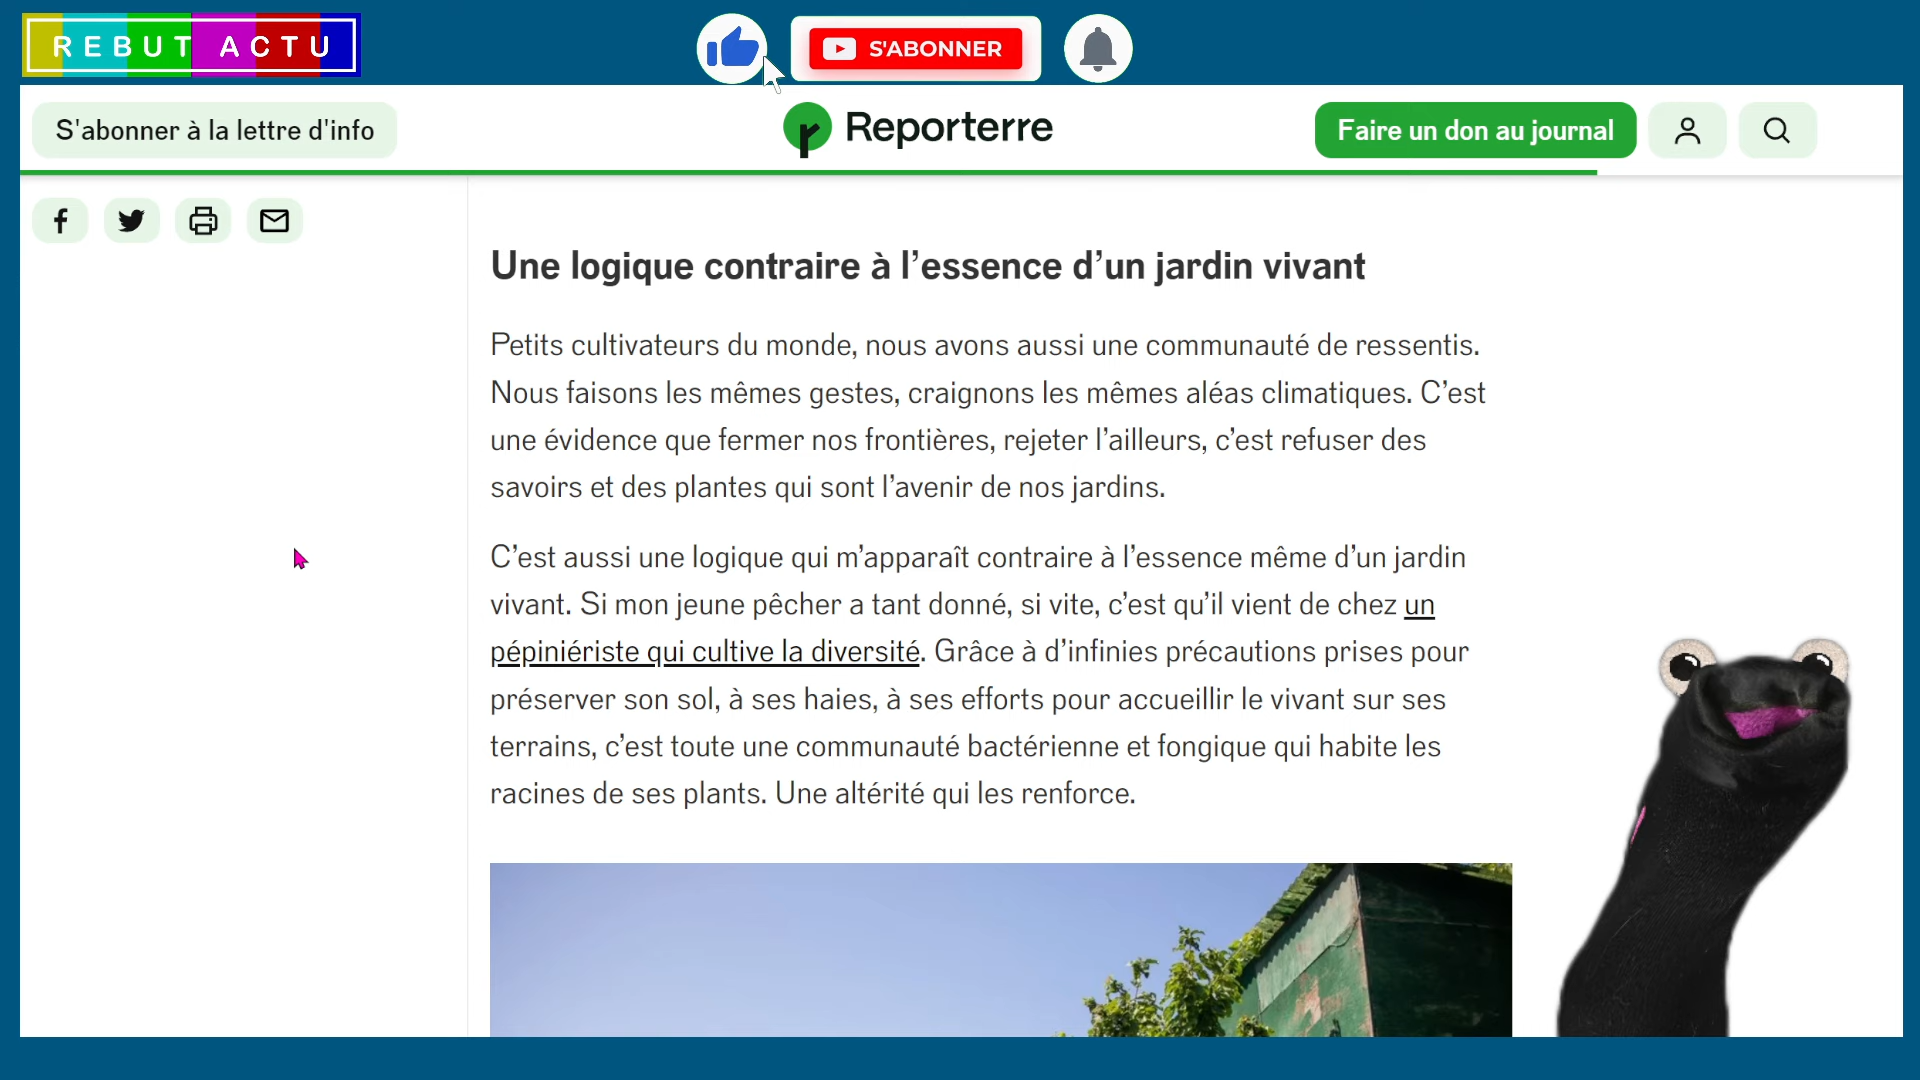 REBUT ACTU
S'ABONNER
S'abonner à la lettre d'info
Reporterre
Faire un don au journal
Une logique contraire à l’essence d’un jardin vivant
Petits cultivateurs du monde, nous avons aussi une communauté de ressentis.
Nous faisons les mêmes gestes, craignons les mêmes aléas climatiques. C’est
une évidence que fermer nos frontières, rejeter l’ailleurs, c’est refuser des
savoirs et des plantes qui sont l’avenir de nos jardins.
C’est aussi une logique qui m’apparaît contraire à l’essence même d’un jardin
vivant. Si mon jeune pêcher a tant donné, si vite, c’est qu’il vient de chez un
pépiniériste qui cultive la diversité. Grâce à d’infinies précautions prises pour
préserver son sol, à ses haies, à ses efforts pour accueillir le vivant sur ses
terrains, c’est toute une communauté bactérienne et fongique qui habite les
racines de ses plants. Une altérité qui les renforce.